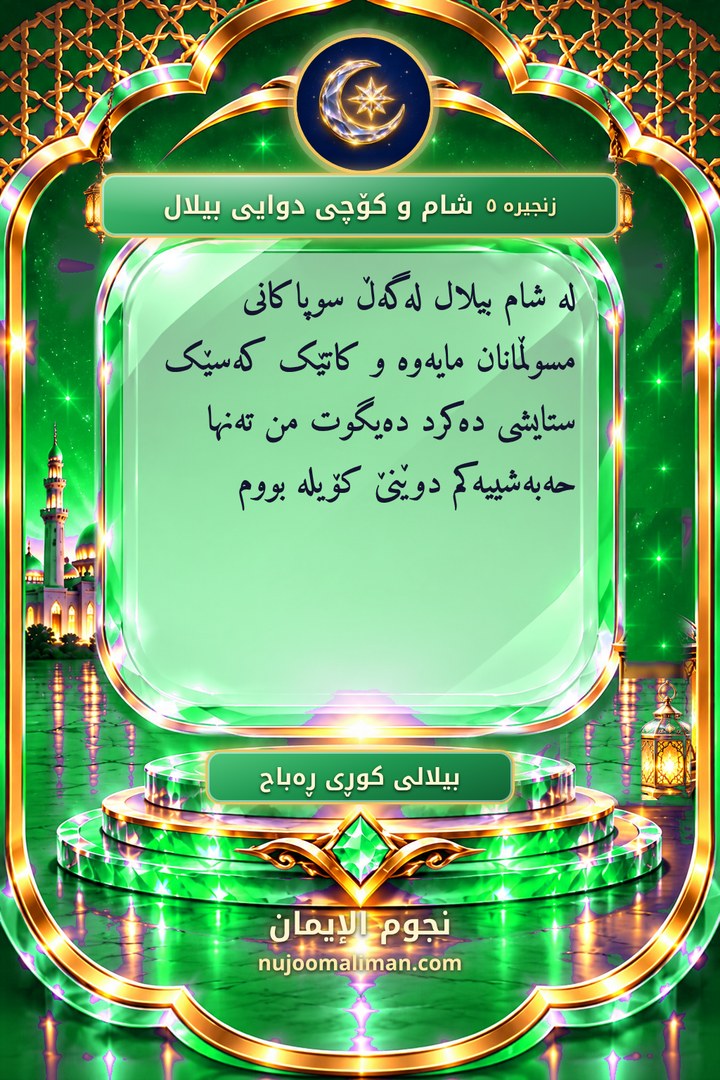 زنجیرە ٥ شام و کۆچی دوایی بیلال
لە شام بیلال لەگەڵ سوپاکانی
مسوڵمانان مایەوە و کاتێک کەسێک
ستایشی دەکرد دەیگوت من تەنها
حەبەشییەکم دوێنێ کۆیلە بووم
بیلالی کوڕی ڕەباح
نجوم الإيمان
nujoomaliman.com